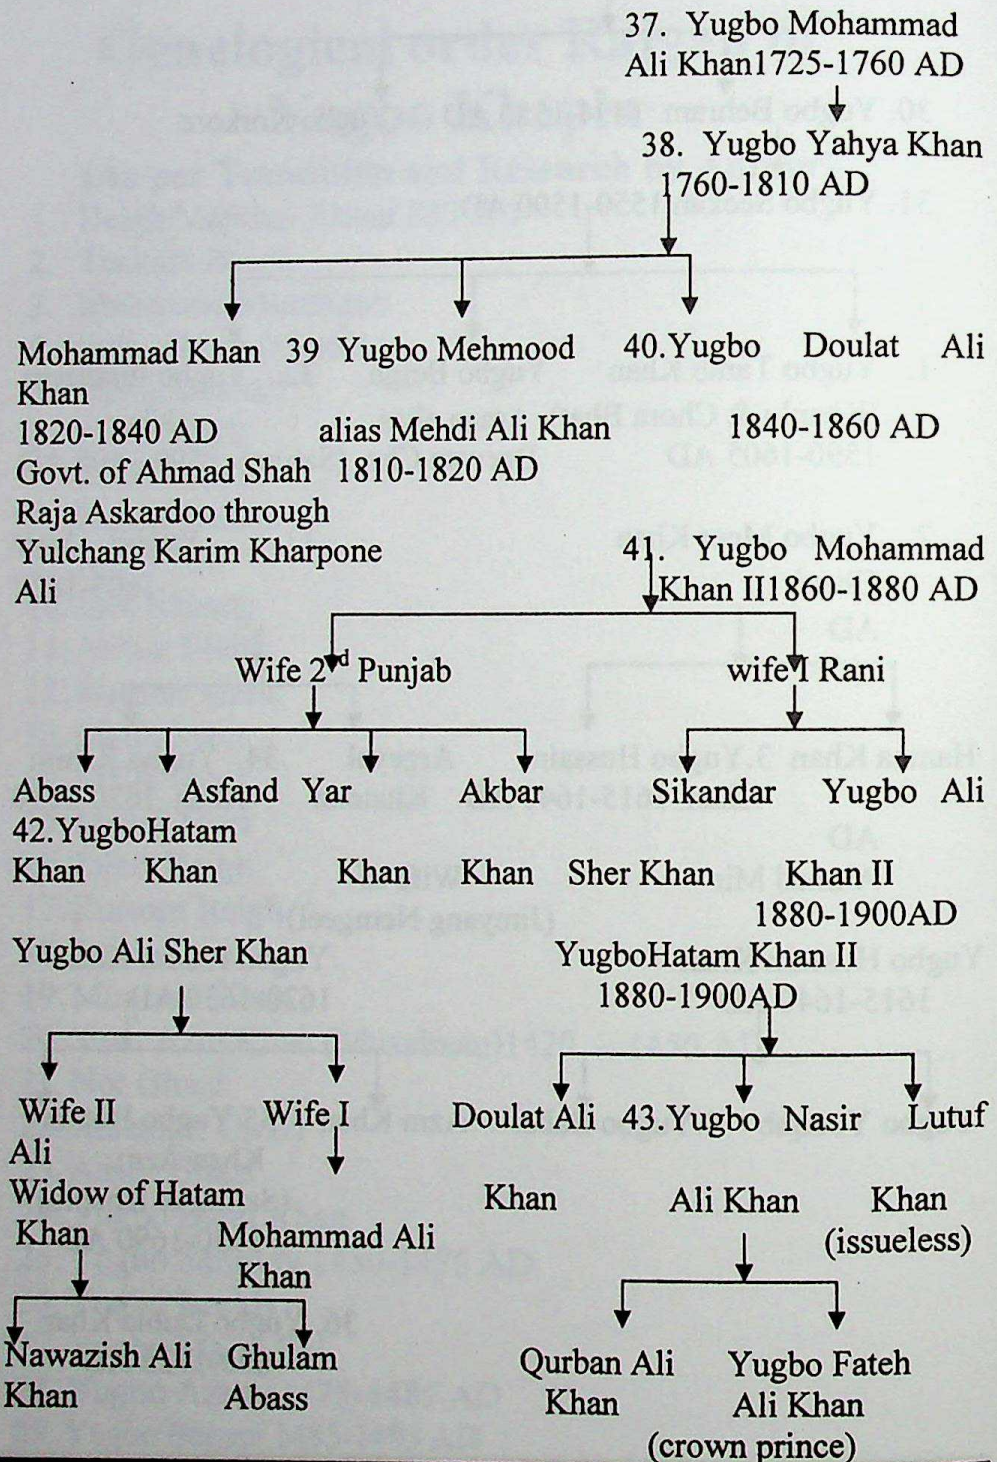 37. Yugbo Mohammad
Ali Khan1725-1760 AD
38. Yugbo Yahya Khan
1760-1810 AD
Mohammad Khan 39 Yugbo Mehmood 40.Yugbo Doulat Ali
Khan
1820-1840 AD alias Mehdi Ali Khan 1840-1860 AD
Govt. of Ahmad Shah 1810-1820 AD
Raja Askardoo through
Yulchang Karim Kharpone 41. Yugbo Mohammad
Ali Khan II1860-1880 AD
Wife 2nd Punjab wife I Rani
Abass Asfand Yar Akbar Sikandar Yugbo Ali
42.YugboHatam
Khan Khan Khan Khan Sher Khan Khan II
1880-1900AD
Yugbo Ali Sher Khan YugboHatam Khan II
1880-1900AD
Wife II Wife I Doulat Ali 43.Yugbo Nasir Lutuf
Ali
Widow of Hatam Khan Ali Khan Khan
Khan Mohammad Ali (issueless)
Khan
Nawazish Ali Ghulam Qurban Ali Yugbo Fateh
Khan Abass Khan Ali Khan
(crown prince)